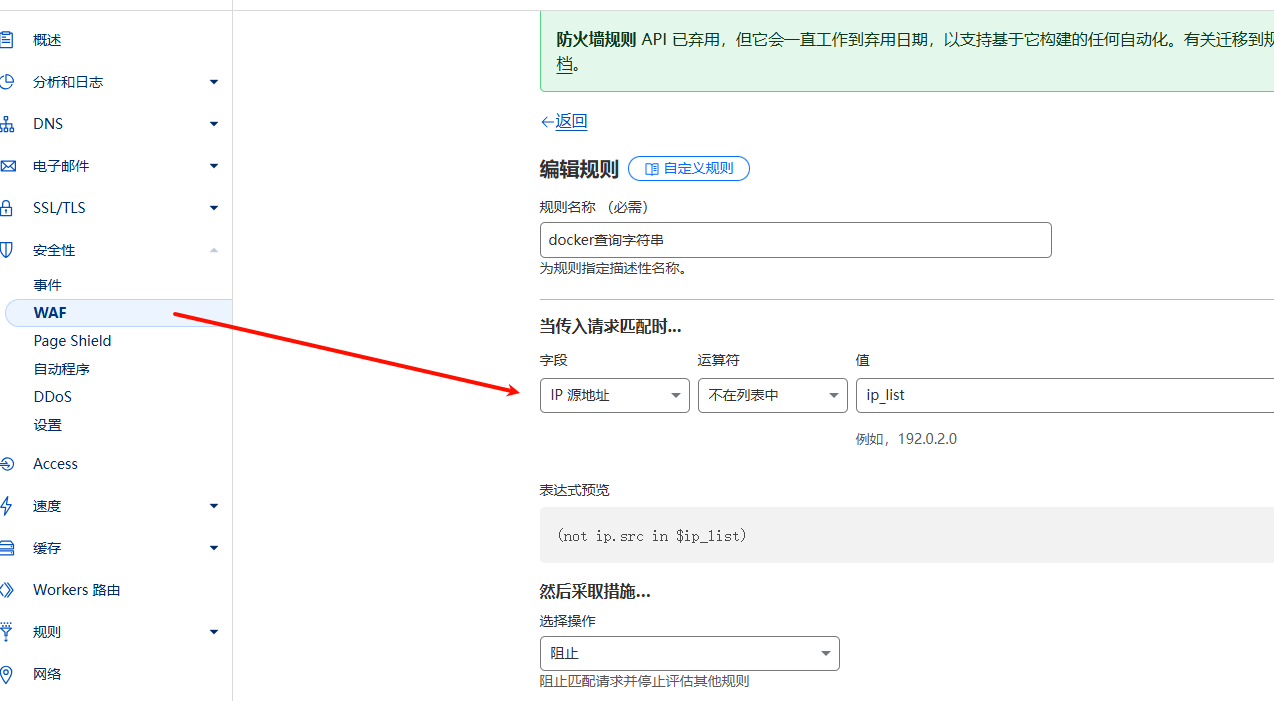 概述
分析和日志
DNS
电子邮件
SSL/TLS
安全性
事件
WAF
Page Shield
自动程序
DDoS
设置
Access
速度
缓存
Workers 路由
规则
网络
防火墙规则 API 已弃用，但它会一直工作到弃用日期，以支持基于它构建的任何自动化。有关迁移到规
档。
←返回
编辑规则 自定义规则
规则名称 （必需）
docker查询字符串
为规则指定描述性名称。
当传入请求匹配时...
字段 运算符 值
IP 源地址 不在列表中 ip_list
例如，192.0.2.0
表达式预览
(not ip.src in $ip_list)
然后采取措施...
选择操作
阻止
阻止匹配请求并停止评估其他规则